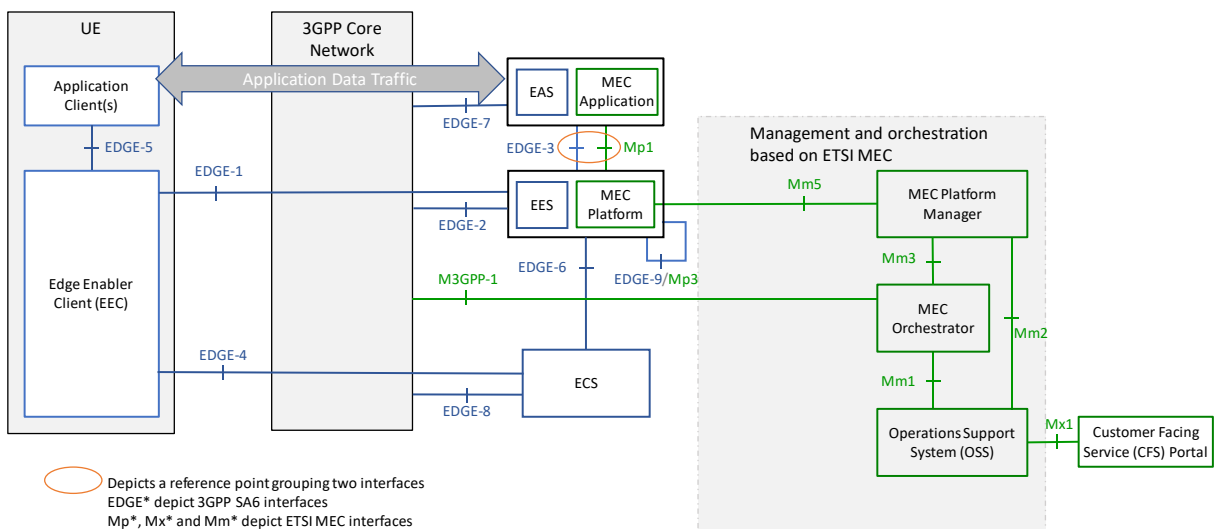 UE
3GPP Core
Network
Application Data Traffic
Application
Client(s)
EDGE-5
EDGE-1
Edge Enabler
Client (EEC)
EDGE-4
EAS
MEC
Application
EDGE-7
EDGE-3
Mp1
EES
MEC
Platform
EDGE-2
EDGE-6
EDGE-9/Mp3
M3GPP-1
ECS
EDGE-8
Management and orchestration
based on ETSI MEC
Mm5
MEC Platform
Manager
Mm3
MEC
Orchestrator
Mm2
Mm1
Operations Support
System (OSS)
Mx1
Customer Facing
Service (CFS) Portal
Depicts a reference point grouping two interfaces
EDGE* depict 3GPP SA6 interfaces
Mp*, Mx* and Mm* depict ETSI MEC interfaces